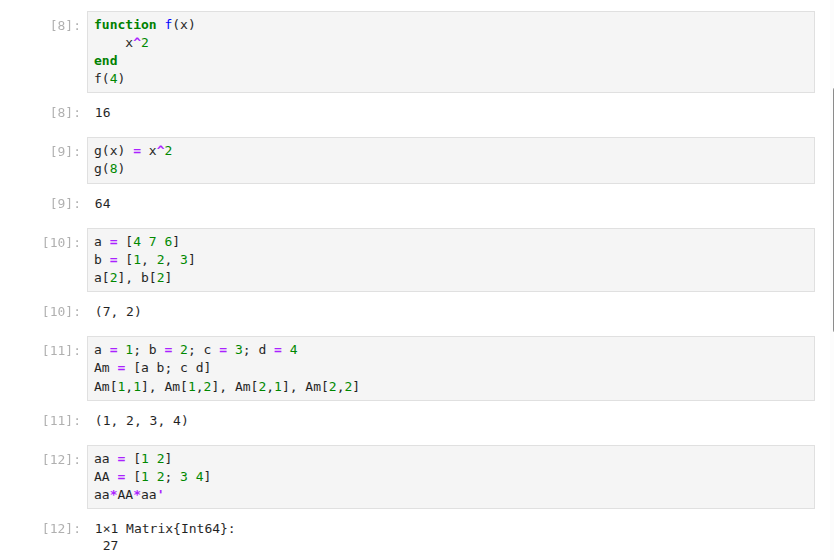 [8]: function f(x)
    x^2
end
f(4)
[8]: 16
[9]: g(x) = x^2
g(8)
[9]: 64
[10]: a = [4 7 6]
b = [1, 2, 3]
a[2], b[2]
[10]: (7, 2)
[11]: a = 1; b = 2; c = 3; d = 4
Am = [a b; c d]
Am[1,1], Am[1,2], Am[2,1], Am[2,2]
[11]: (1, 2, 3, 4)
[12]: aa = [1 2]
AA = [1 2; 3 4]
aa*AA*aa'
[12]: 1×1 Matrix{Int64}:
 27